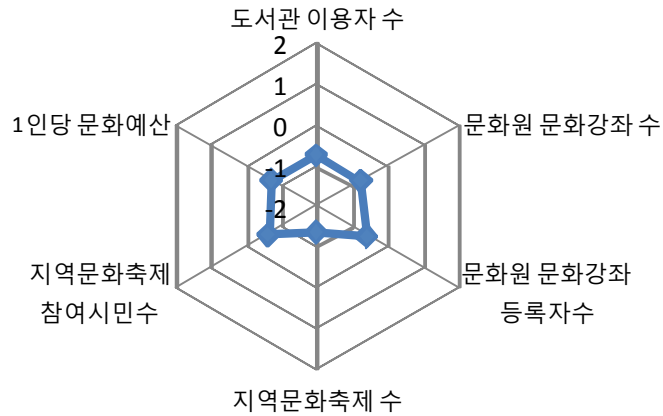 도서관 이용자 수
2
1
0
-1
-2
1인당 문화예산
문화원 문화강좌 수
지역문화축제
참여시민수
문화원 문화강좌
등록자수
지역문화축제 수